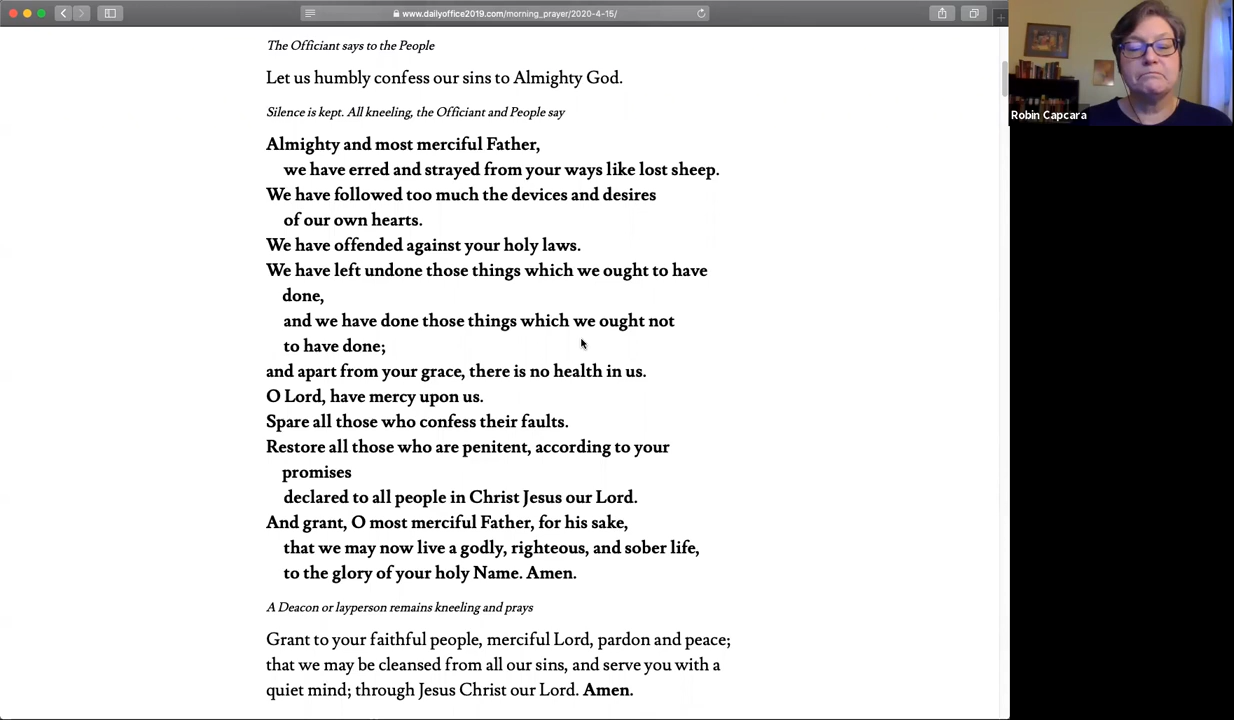 www.dailyoffice2019.com/morning_prayer/2020-4-15/
The Officiant says to the People
Let us humbly confess our sins to Almighty God.
Silence is kept. All kneeling, the Officiant and People say
Almighty and most merciful Father,
we have erred and strayed from your ways like lost sheep.
We have followed too much the devices and desires
of our own hearts.
We have offended against your holy laws.
We have left undone those things which we ought to have
done,
and we have done those things which we ought not
to have done;
and apart from your grace, there is no health in us.
O Lord, have mercy upon us.
Spare all those who confess their faults.
Restore all those who are penitent, according to your
promises
declared to all people in Christ Jesus our Lord.
And grant, O most merciful Father, for his sake,
that we may now live a godly, righteous, and sober life,
to the glory of your holy Name. Amen.
A Deacon or layperson remains kneeling and prays
Grant to your faithful people, merciful Lord, pardon and peace;
that we may be cleansed from all our sins, and serve you with a
quiet mind; through Jesus Christ our Lord. Amen.
Robin Capcara